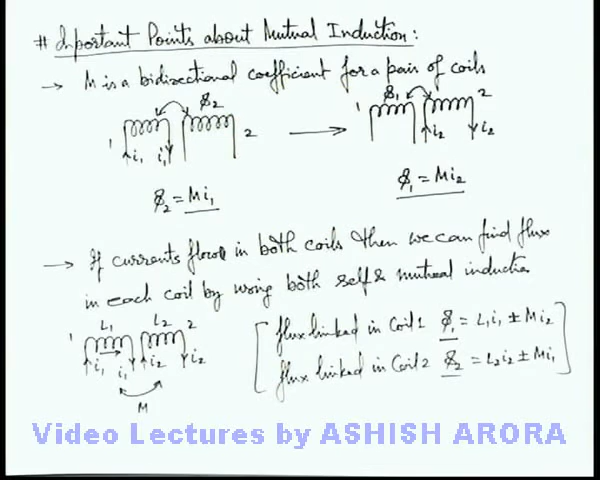 # Important Points about Mutual Induction :
→ M is a bidirectional coefficient for a pair of coils
1 i₁ i₁ ϕ₂ 2 → 1 ϕ₁ i₂ i₂ 2
ϕ₂ = Mi₁
ϕ₁ = Mi₂
→ If currents flow in both coils then we can find flux
in each coil by using both self & mutual induction
1 L₁ L₂ 2
i₁ i₁ i₂ i₂
M
flux linked in Coil 1 ϕ₁ = L₁i₁ ± Mi₂
flux linked in Coil 2 ϕ₂ = L₂i₂ ± Mi₁
Video Lectures by ASHISH ARORA